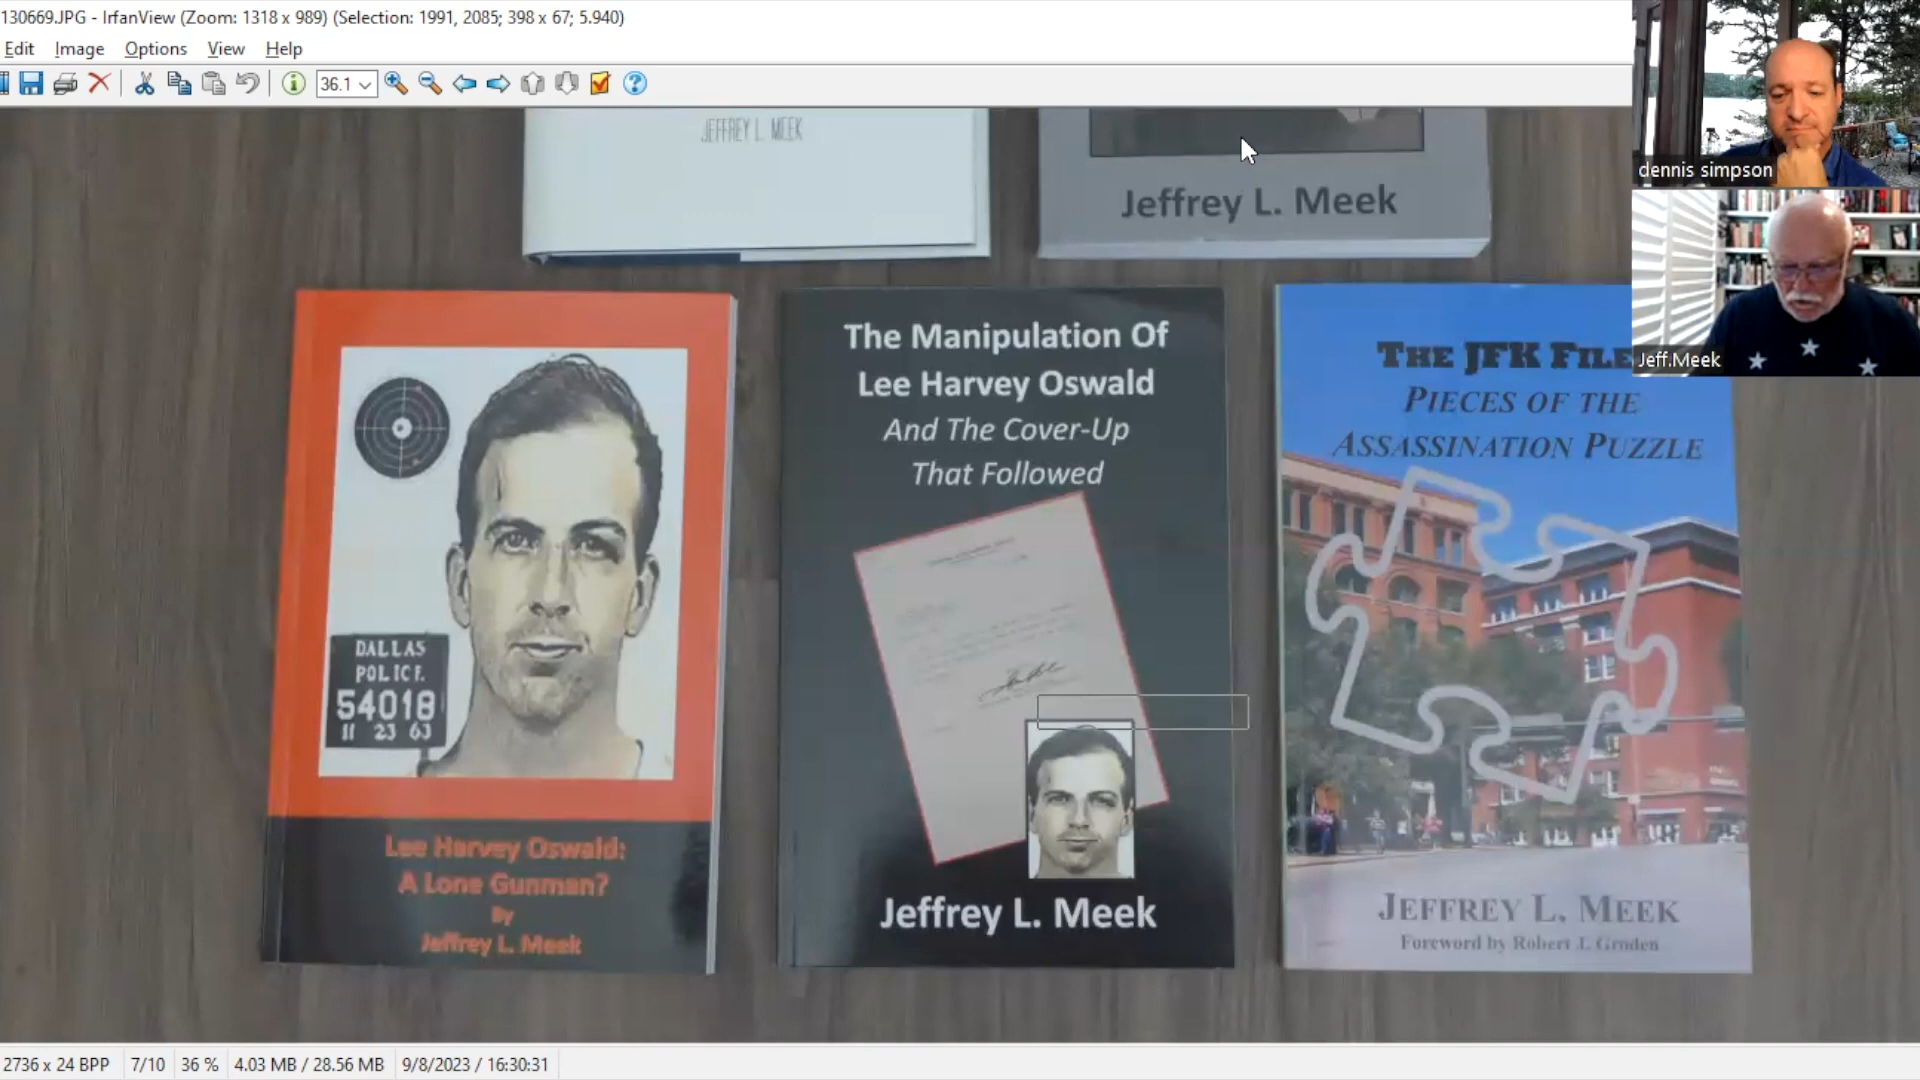 130669.JPG - IrfanView (Zoom: 1318 x 989) (Selection: 1991, 2085; 398 x 67; 5.940)
Edit Image Options View Help
36.1
JEFFREY L. MEEK
Jeffrey L. Meek
dennis simpson
Jeff.Meek
DALLAS
POLICE
54018
11 23 63
Lee Harvey Oswald:
A Lone Gunman?
By
Jeffrey L. Meek
The Manipulation Of
Lee Harvey Oswald
And The Cover-Up
That Followed
Jeffrey L. Meek
THE JFK FILE
PIECES OF THE
ASSASSINATION PUZZLE
JEFFREY L. MEEK
Foreword by Robert J. Groden
2736 x 24 BPP 7/10 36 % 4.03 MB / 28.56 MB 9/8/2023 / 16:30:31